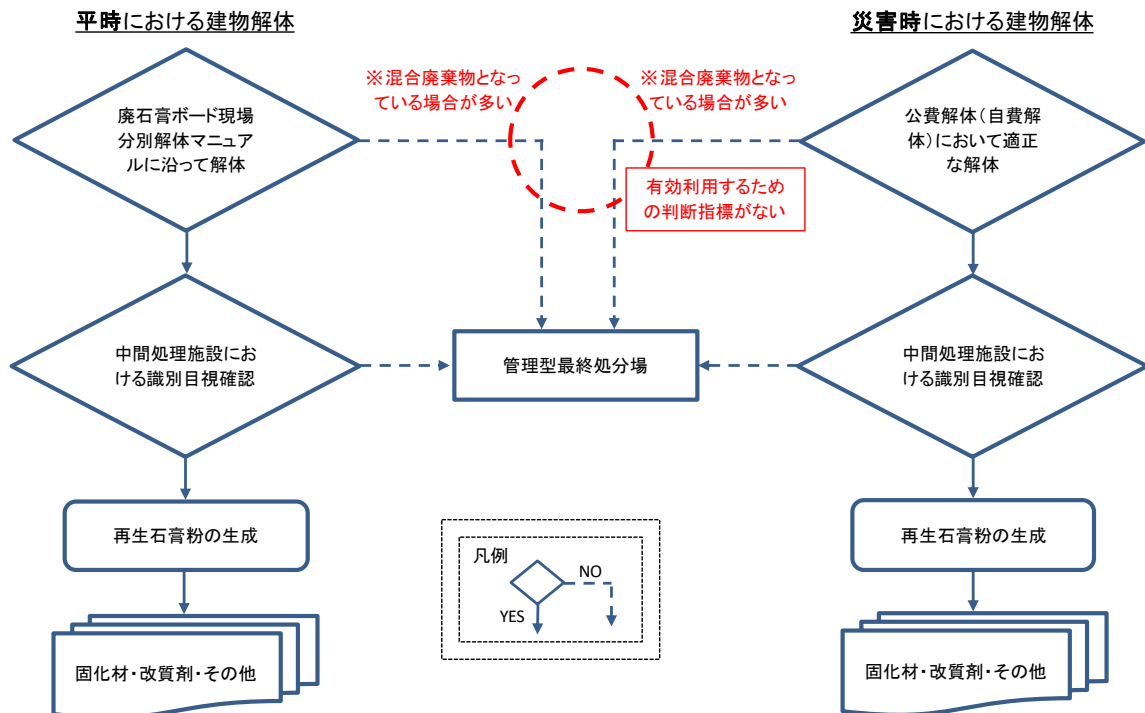 平時における建物解体
廃石膏ボード現場
分別解体マニュア
ルに沿って解体
※混合廃棄物となっ
ている場合が多い
※混合廃棄物となっ
ている場合が多い
有効利用するため
の判断指標がない
災害時における建物解体
公費解体（自費解
体）において適正
な解体
中間処理施設にお
ける識別目視確認
管理型最終処分場
中間処理施設にお
ける識別目視確認
再生石膏粉の生成
再生石膏粉の生成
凡例
NO
YES
固化材・改質剤・その他
固化材・改質剤・その他